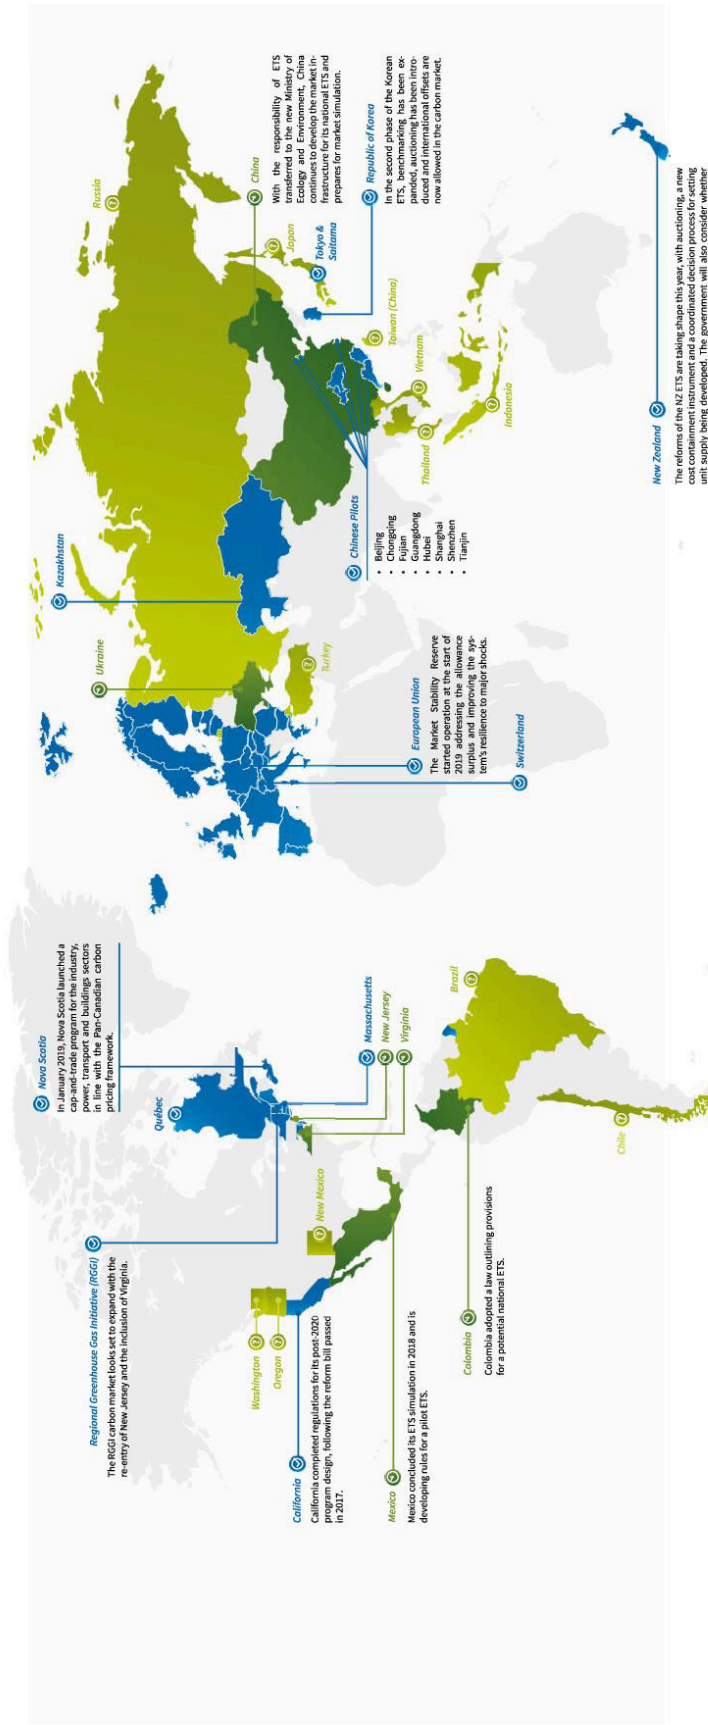 Nova Scotia
In January 2019, Nova Scotia launched a
cap-and-trade program for the industry,
power, transport and buildings sectors
in line with the Pan-Canadian carbon
pricing framework.
Québec
Regional Greenhouse Gas Initiative (RGGI)
The RGGI carbon market looks set to expand with the
re-entry of New Jersey and the inclusion of Virginia.
Washington
Oregon
New Mexico
California
California completed regulations for its post-2020
program design, following the reform bill passed
in 2017.
Massachusetts
New Jersey
Virginia
Mexico
Mexico concluded its ETS simulation in 2018 and is
developing rules for a pilot ETS.
Colombia
Colombia adopted a law outlining provisions
for a potential national ETS.
Brazil
Chile
Kazakhstan
Ukraine
Turkey
European Union
The Market Stability Reserve
started operation at the start of
2019 addressing the allowance
surplus and improving the sys-
tem's resilience to major shocks.
Switzerland
Russia
China
With the responsibility of ETS
transferred to the new Ministry of
Ecology and Environment, China
continues to develop the market in-
frastructure for its national ETS and
prepares for market simulation.
Japan
Tokyo &
Saitama
Republic of Korea
In the second phase of the Korean
ETS, benchmarking has been ex-
panded, auctioning has been intro-
duced and international offsets are
now allowed in the carbon market.
Chinese Pilots
• Beijing
• Chongqing
• Fujian
• Guangdong
• Hubei
• Shanghai
• Shenzhen
• Tianjin
Taiwan (China)
Vietnam
Thailand
Indonesia
New Zealand
The reforms of the NZ ETS are taking shape this year, with auctioning, a new
cost containment instrument and a coordinated decision process for setting
unit supply being developed. The government will also consider whether